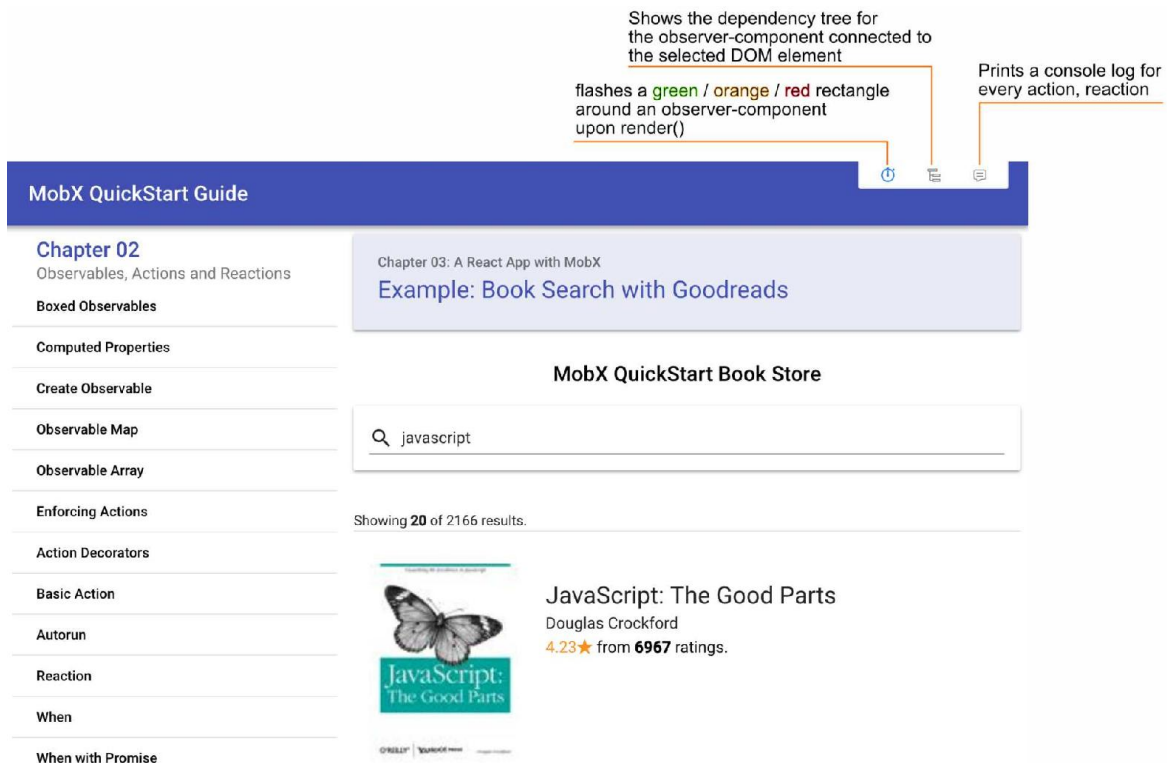 Shows the dependency tree for
the observer-component connected to
the selected DOM element
Prints a console log for
every action, reaction
flashes a green / orange / red rectangle
around an observer-component
upon render()
MobX QuickStart Guide
Chapter 02
Observables, Actions and Reactions
Boxed Observables
Computed Properties
Create Observable
Observable Map
Observable Array
Enforcing Actions
Action Decorators
Basic Action
Autorun
Reaction
When
When with Promise
Chapter 03: A React App with MobX
Example: Book Search with Goodreads
MobX QuickStart Book Store
javascript
Showing 20 of 2166 results.
JavaScript:
The Good Parts
O'REILLY
JavaScript: The Good Parts
Douglas Crockford
4.23★ from 6967 ratings.